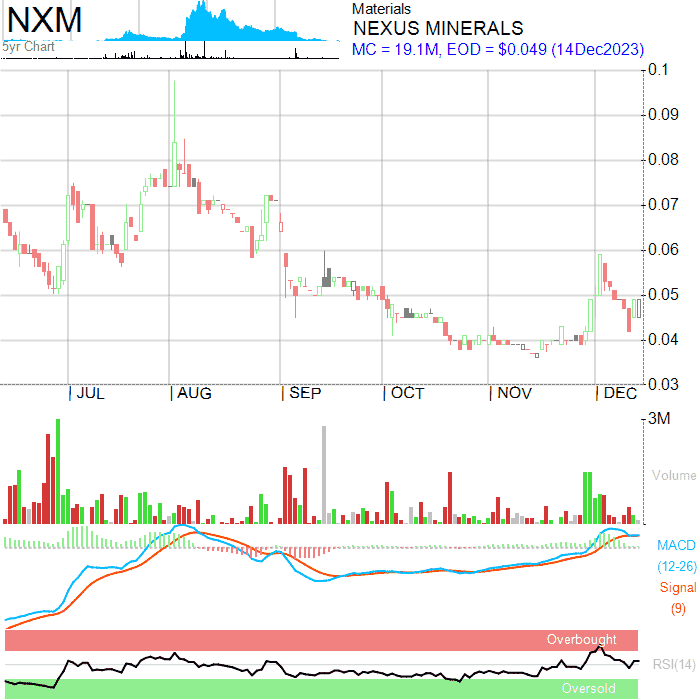 NXM
5yr Chart
Materials
NEXUS MINERALS
MC = 19.1M, EOD = $0.049 (14Dec2023)
0.1
0.09
0.08
0.07
0.06
0.05
0.04
0.03
JUL AUG SEP OCT NOV DEC
3M
Volume
MACD
(12-26)
Signal
(9)
Overbought
RSI(14)
Oversold